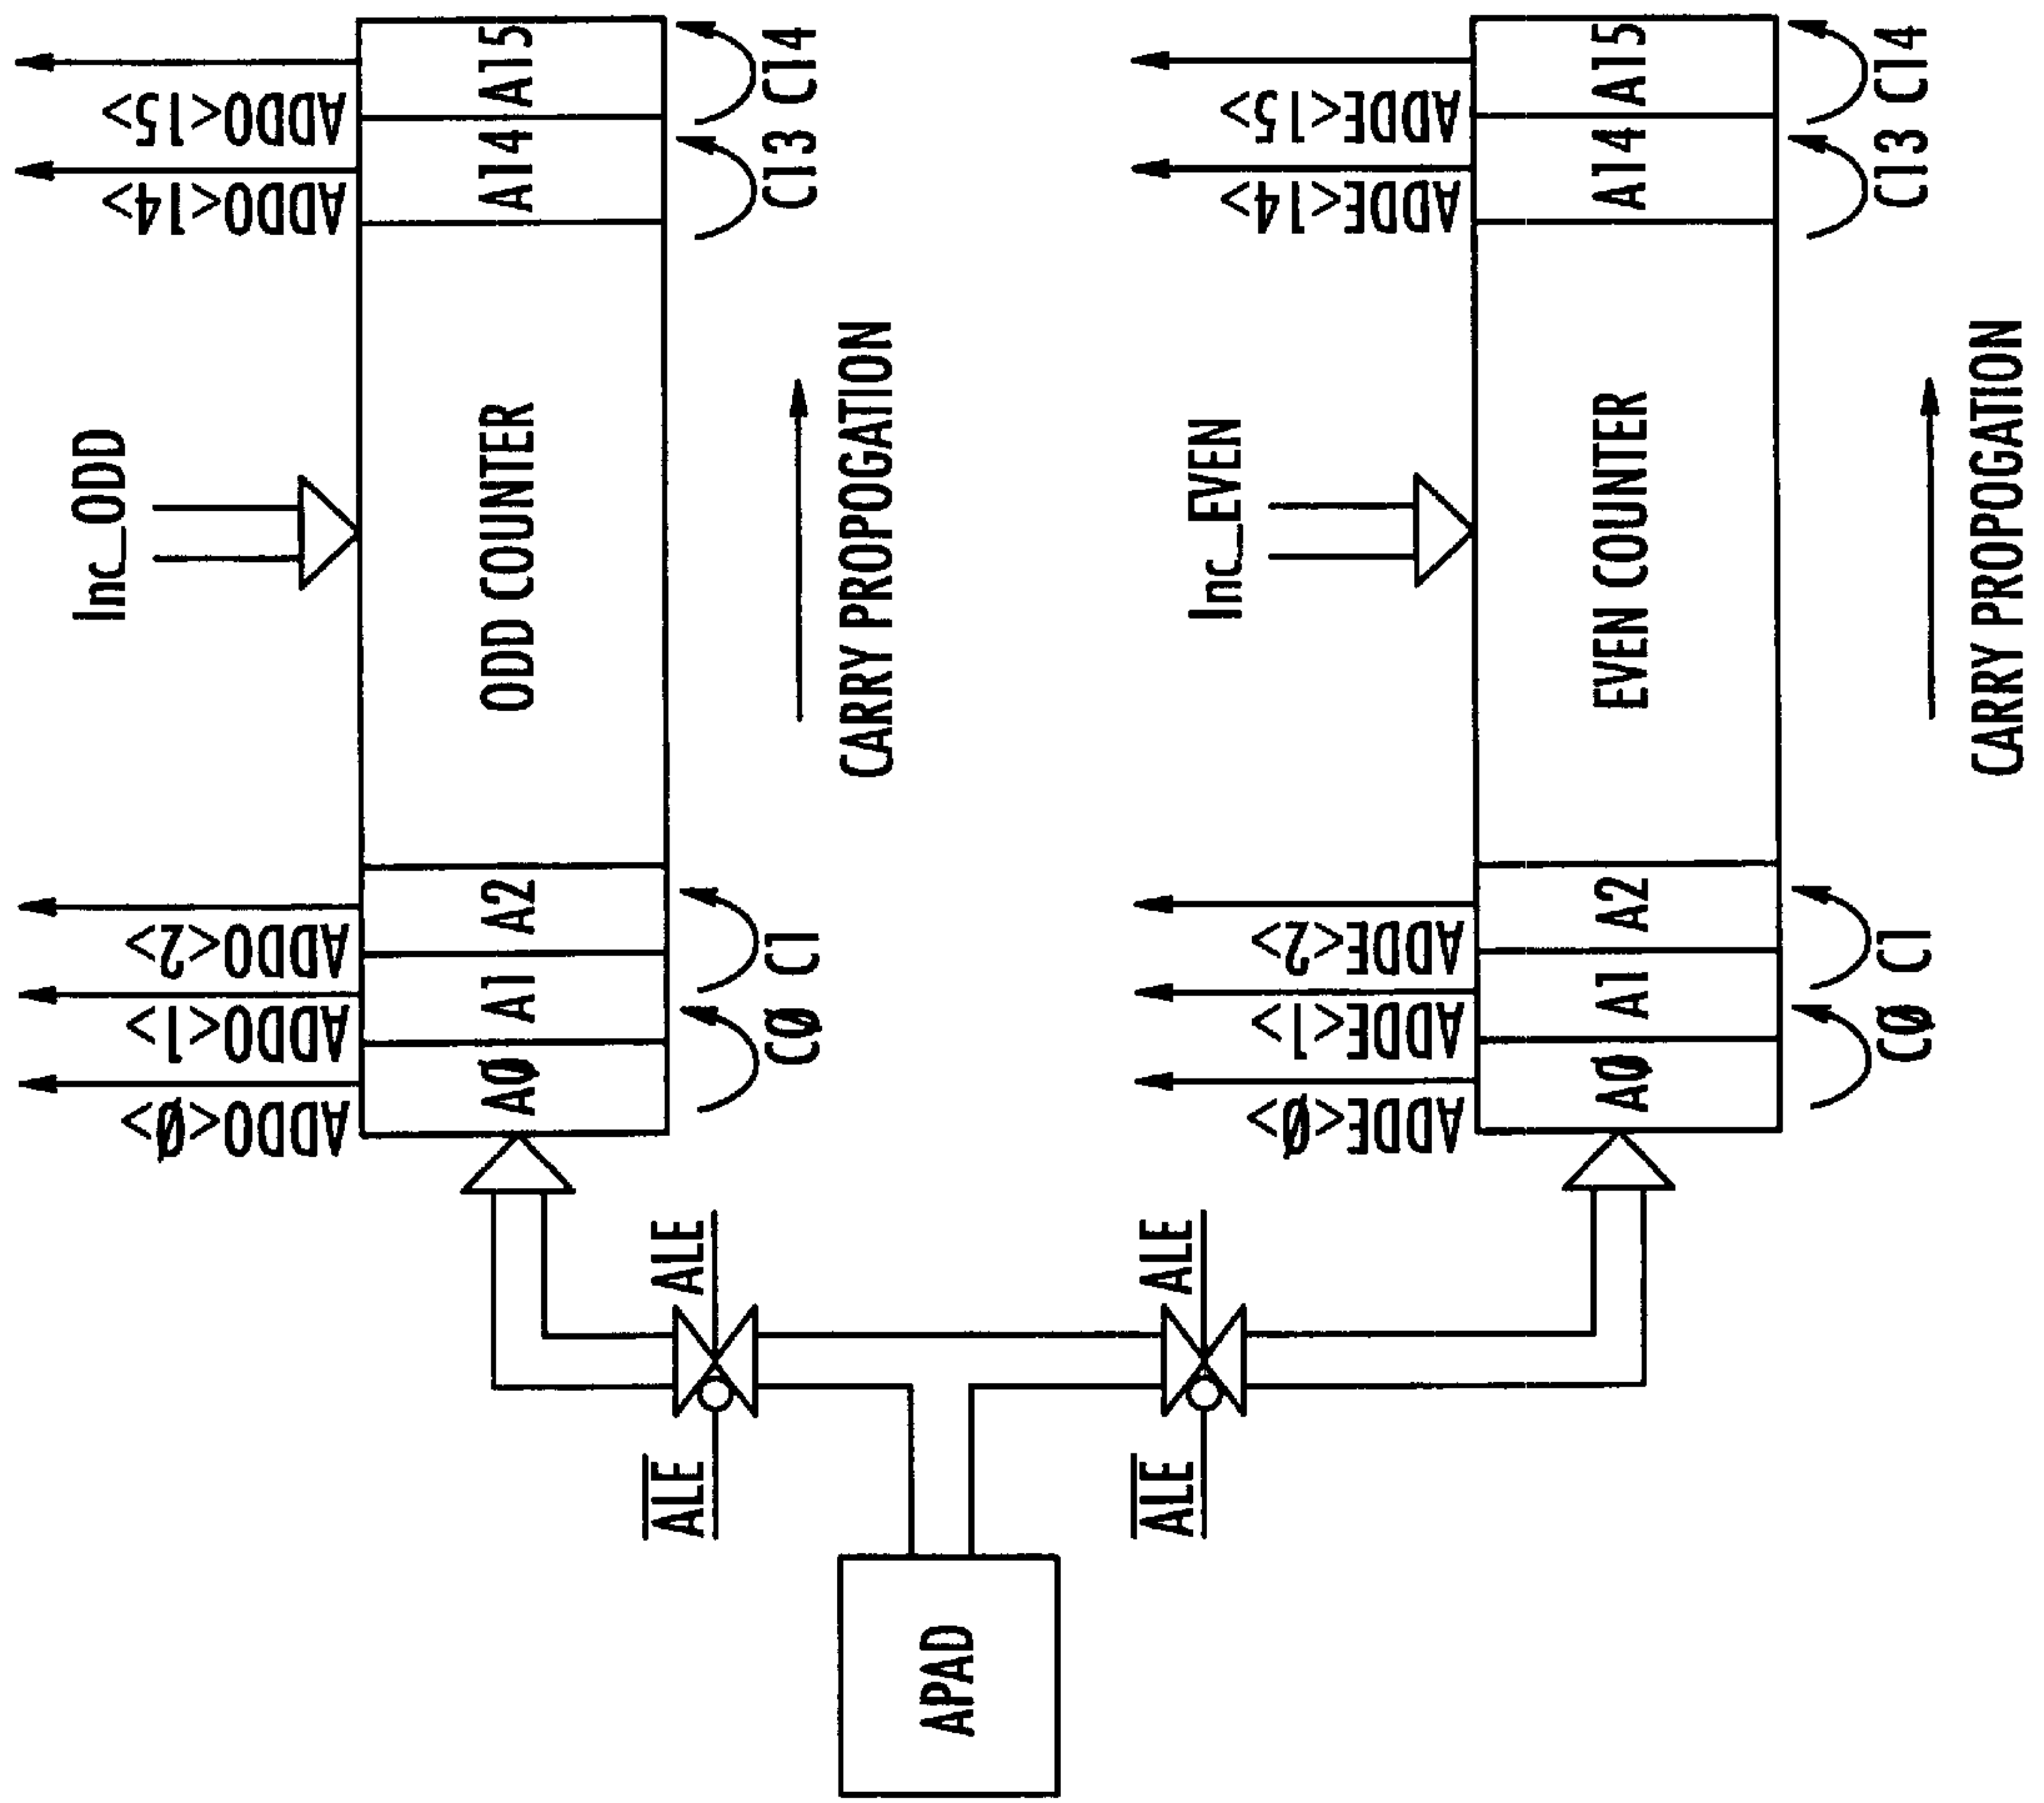 Inc_ODD
ADDO<Ø>
ADDO<1>
ADDO<2>
ADDO<14>
ADDO<15>
AØ
A1
A2
ODD COUNTER
A14
A15
CØ
C1
C13
C14
CARRY PROPOGATION
APAD
ALE
ALE
ALE
ALE
Inc_EVEN
ADDE<Ø>
ADDE<1>
ADDE<2>
ADDE<14>
ADDE<15>
AØ
A1
A2
EVEN COUNTER
A14
A15
CØ
C1
C13
C14
CARRY PROPOGATION